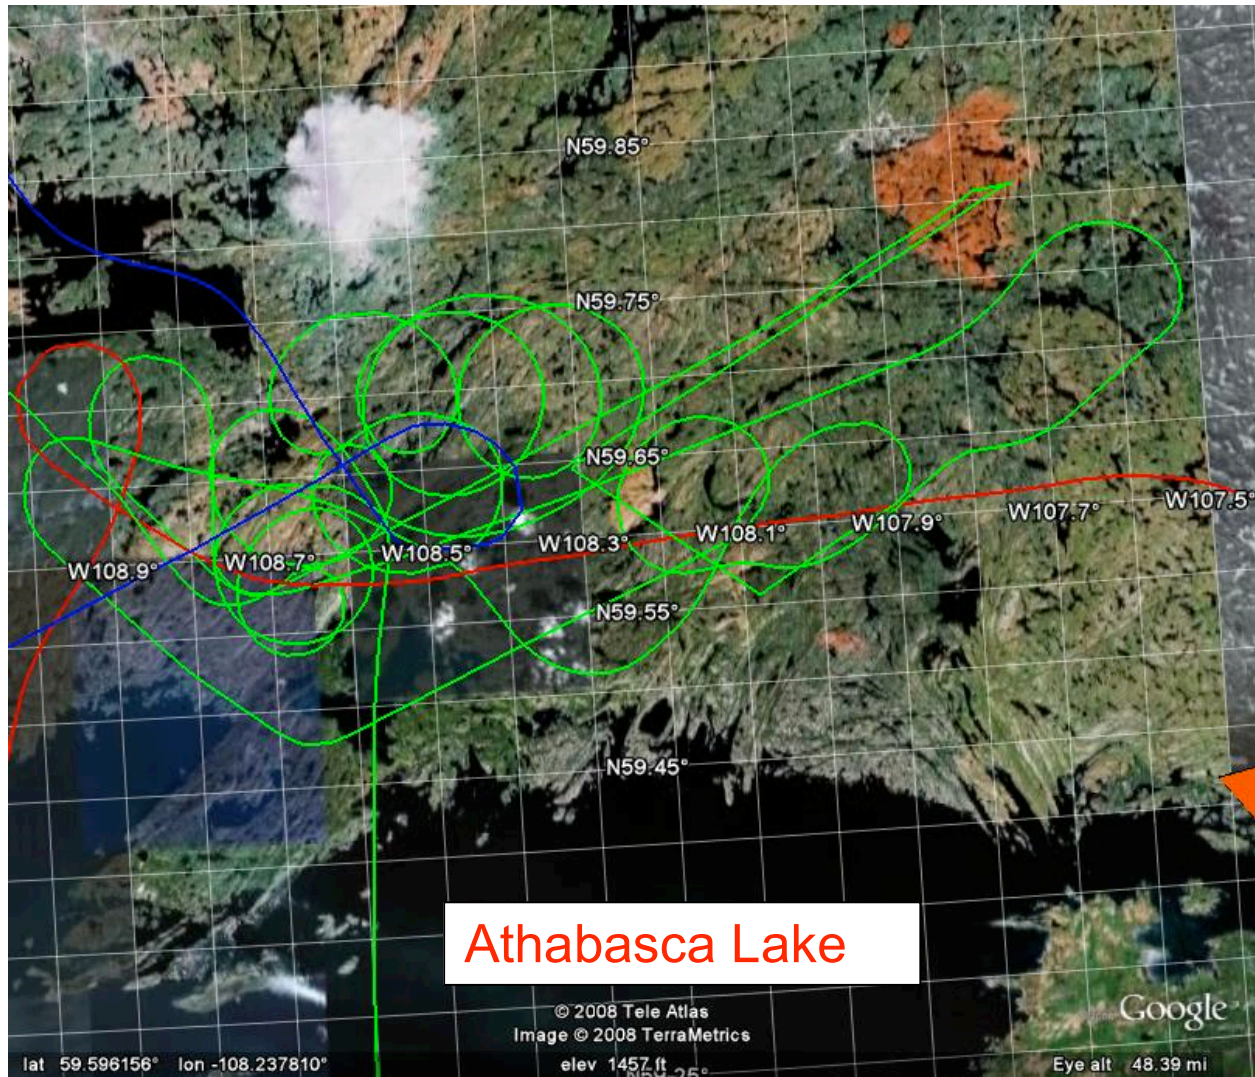 N59.85°
N59.75°
N59.65°
W107.5°
W107.7°
W107.9°
W108.1°
W108.3°
W108.5°
W108.7°
W108.9°
N59.55°
N59.45°
Athabasca Lake
© 2008 Tele Atlas
Image © 2008 TerraMetrics
Google
lat 59.596156° lon -108.237810° elev 1457 ft Eye alt 48.39 mi